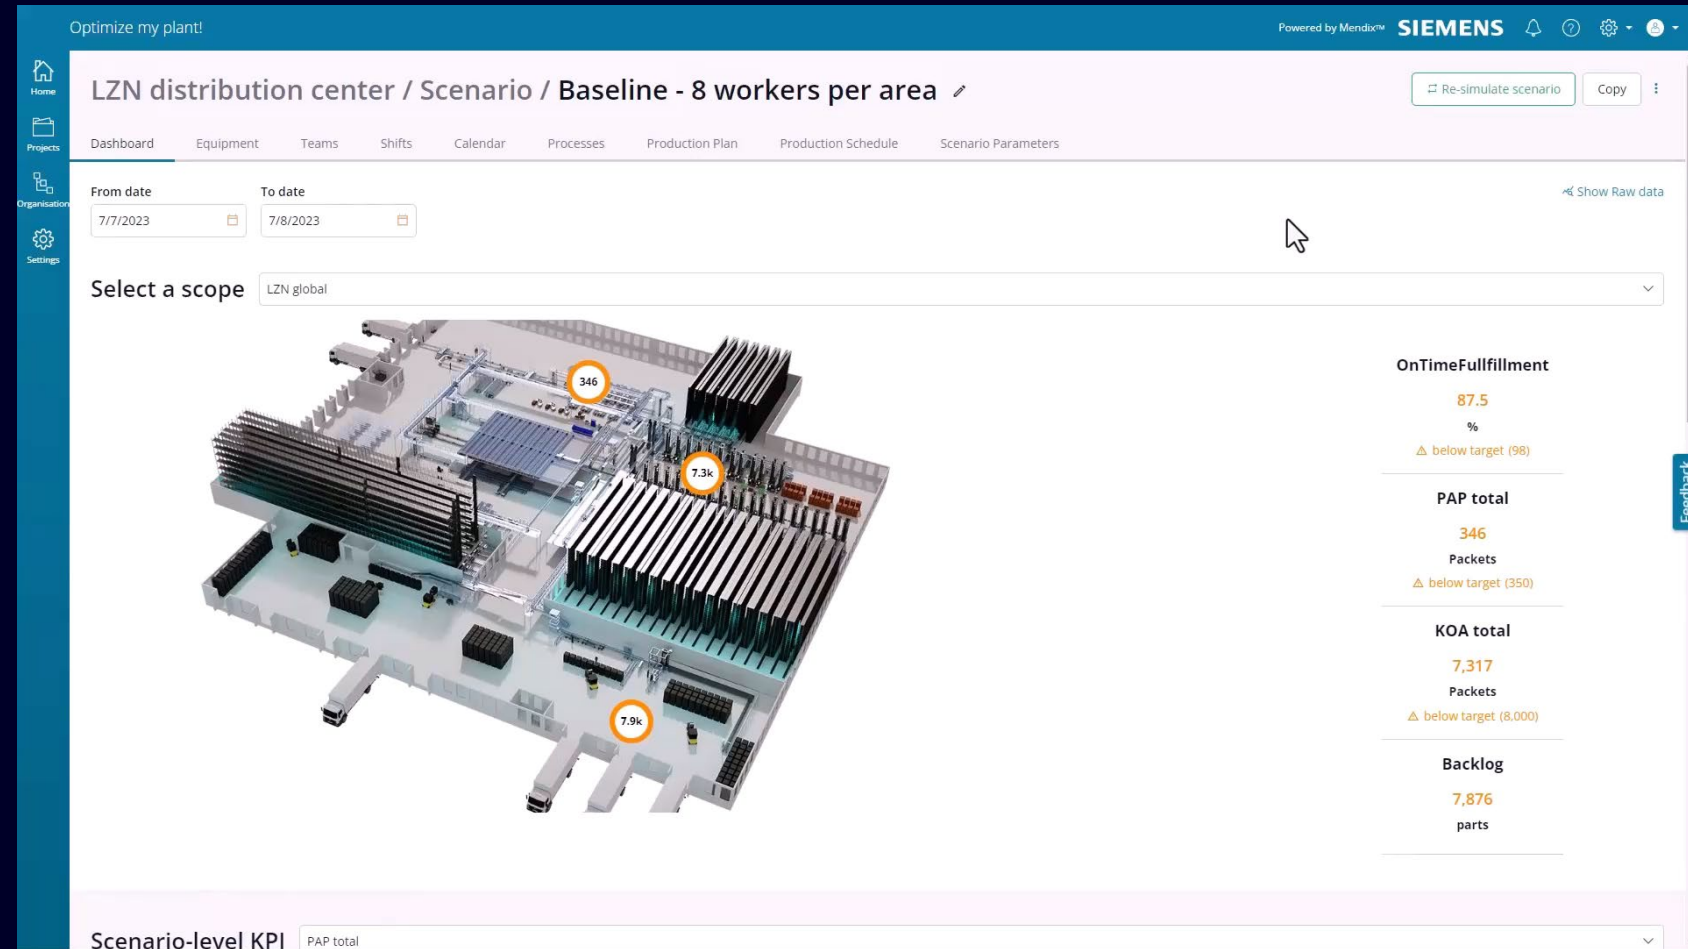 Optimize my plant!
Powered by Mendix™ SIEMENS
Home
Projects
Organisation
Settings
LZN distribution center / Scenario / Baseline - 8 workers per area
Re-simulate scenario
Copy
Dashboard Equipment Teams Shifts Calendar Processes Production Plan Production Schedule Scenario Parameters
From date To date
7/7/2023 7/8/2023
Show Raw data
Select a scope LZN global
346
7.3k
7.9k
OnTimeFullfillment
87.5
%
below target (98)
PAP total
346
Packets
below target (350)
KOA total
7,317
Packets
below target (8,000)
Backlog
7,876
parts
Feedback
Scenario-level KPI PAP total